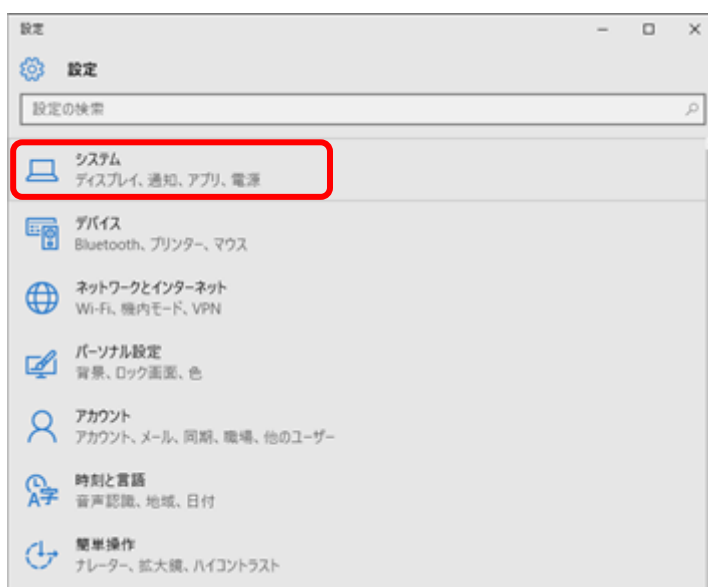 設定
設定
設定の検索
システム
ディスプレイ、通知、アプリ、電源
デバイス
Bluetooth、プリンター、マウス
ネットワークとインターネット
Wi-Fi、機内モード、VPN
パーソナル設定
背景、ロック画面、色
アカウント
アカウント、メール、同期、職場、他のユーザー
時刻と言語
音声認識、地域、日付
簡単操作
ナレーター、拡大鏡、ハイコントラスト